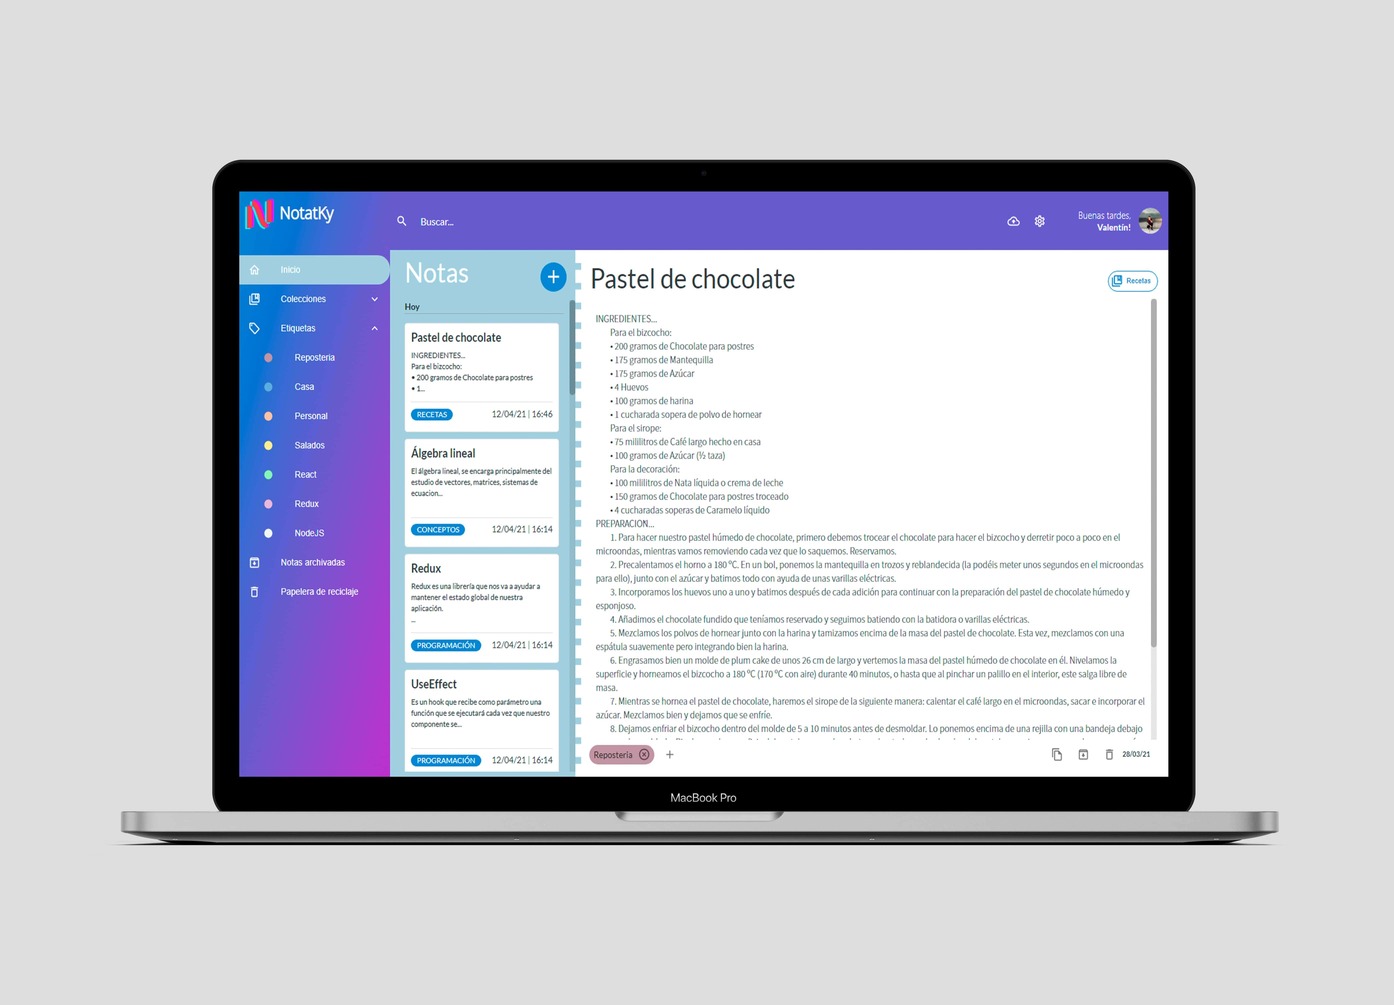 NotatKy
Buscar...
Buenas tardes,
Valentín!
Inicio
Colecciones
Etiquetas
Repostería
Casa
Personal
Salados
React
Redux
NodeJS
Notas archivadas
Papelera de reciclaje
Notas
Hoy
Pastel de chocolate
INGREDIENTES...
Para el bizcocho:
• 200 gramos de Chocolate para postres
• 1...
RECETAS 12/04/21 | 16:46
Álgebra lineal
El álgebra lineal, se encarga principalmente del
estudio de vectores, matrices, sistemas de
ecuacion...
CONCEPTOS 12/04/21 | 16:14
Redux
Redux es una librería que nos va a ayudar a
mantener el estado global de nuestra
aplicación.
...
PROGRAMACIÓN 12/04/21 | 16:14
UseEffect
Es un hook que recibe como parámetro una
función que se ejecutará cada vez que nuestro
componente se...
PROGRAMACIÓN 12/04/21 | 16:14
Pastel de chocolate
Recetas
INGREDIENTES...
Para el bizcocho:
• 200 gramos de Chocolate para postres
• 175 gramos de Mantequilla
• 175 gramos de Azúcar
• 4 Huevos
• 100 gramos de harina
• 1 cucharada sopera de polvo de hornear
Para el sirope:
• 75 mililitros de Café largo hecho en casa
• 100 gramos de Azúcar (½ taza)
Para la decoración:
• 100 mililitros de Nata líquida o crema de leche
• 150 gramos de Chocolate para postres troceado
• 4 cucharadas soperas de Caramelo líquido
PREPARACION...
1. Para hacer nuestro pastel húmedo de chocolate, primero debemos trocear el chocolate para hacer el bizcocho y derretir poco a poco en el
microondas, mientras vamos removiendo cada vez que lo saquemos. Reservamos.
2. Precalentamos el horno a 180 ºC. En un bol, ponemos la mantequilla en trozos y reblandecida (la podéis meter unos segundos en el microondas
para ello), junto con el azúcar y batimos todo con ayuda de unas varillas eléctricas.
3. Incorporamos los huevos uno a uno y batimos después de cada adición para continuar con la preparación del pastel de chocolate húmedo y
esponjoso.
4. Añadimos el chocolate fundido que teníamos reservado y seguimos batiendo con la batidora o varillas eléctricas.
5. Mezclamos los polvos de hornear junto con la harina y tamizamos encima de la masa del pastel de chocolate. Esta vez, mezclamos con una
espátula suavemente pero integrando bien la harina.
6. Engrasamos bien un molde de plum cake de unos 26 cm de largo y vertemos la masa del pastel húmedo de chocolate en él. Nivelamos la
superficie y horneamos el bizcocho a 180 ºC (170 ºC con aire) durante 40 minutos, o hasta que al pinchar un palillo en el interior, este salga libre de
masa.
7. Mientras se hornea el pastel de chocolate, haremos el sirope de la siguiente manera: calentar el café largo en el microondas, sacar e incorporar el
azúcar. Mezclamos bien y dejamos que se enfríe.
8. Dejamos enfriar el bizcocho dentro del molde de 5 a 10 minutos antes de desmoldar. Lo ponemos encima de una rejilla con una bandeja debajo
Repostería
28/03/21
MacBook Pro